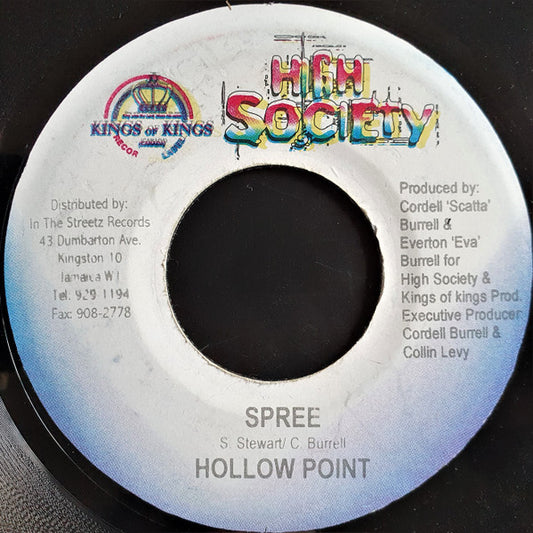 KINGS OF KINGS
RECOR
LABEL
HIGH
SOCIETY
Distributed by:
In The Streetz Records
43 Dumbarton Ave.
Kingston 10
Jamaica W I
Tel: 929 1194
Fax: 908-2778
Produced by:
Cordell 'Scatta'
Burrell &
Everton 'Eva'
Burrell for
High Society &
Kings of kings Prod.
Executive Producer
Cordell Burrell &
Collin Levy
SPREE
S. Stewart/ C. Burrell
HOLLOW POINT